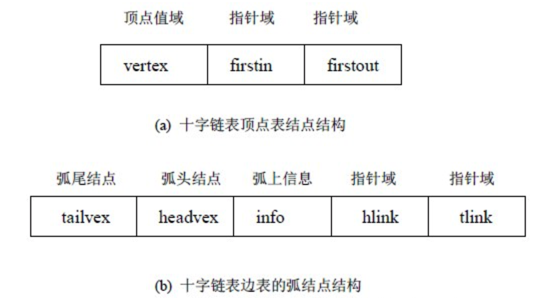 顶点值域 指针域 指针域
vertex firstin firstout
(a) 十字链表顶点表结点结构
弧尾结点 弧头结点 弧上信息 指针域 指针域
tailvex headvex info hlink tlink
(b) 十字链表边表的弧结点结构